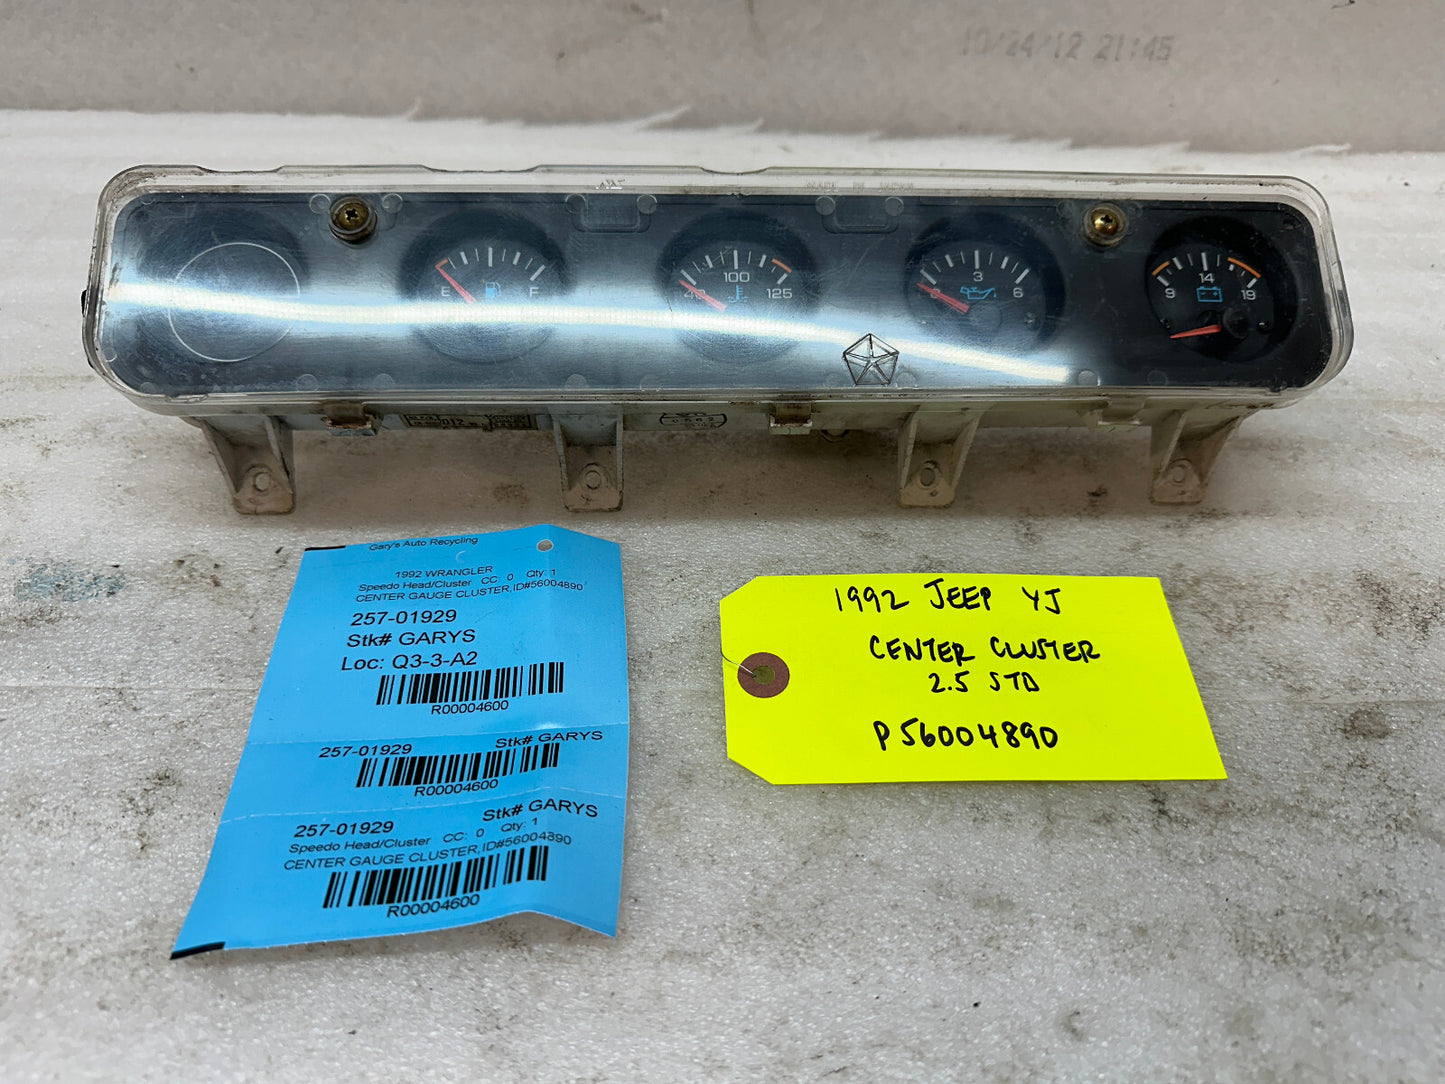 10/24/12 21:45
E F
40 100 125
0 3 6
9 14 19
012
0582
Gary's Auto Recycling
1992 WRANGLER
Speedo Head/Cluster CC: 0 Qty: 1
CENTER GAUGE CLUSTER,ID#56004890
257-01929
Stk# GARYS
Loc: Q3-3-A2
R00004600
257-01929 Stk# GARYS
R00004600
Stk# GARYS
257-01929
Speedo Head/Cluster CC: 0 Qty: 1
CENTER GAUGE CLUSTER,ID#56004890
R00004600
1992 JEEP YJ
CENTER CLUSTER
2.5 STD
P56004890